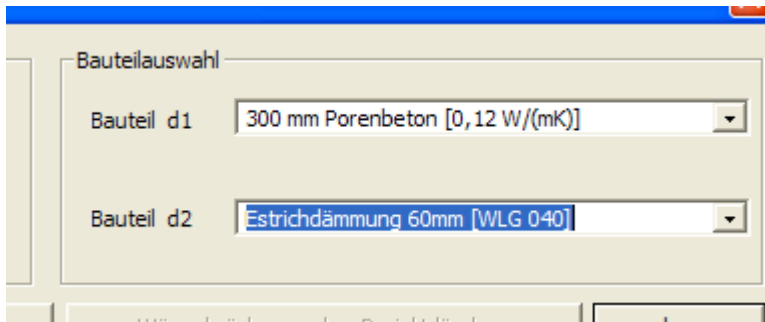 Bauteilauswahl
Bauteil d1
300 mm Porenbeton [0,12 W/(mK)]
Bauteil d2
Estrichdämmung 60mm [WLG 040]